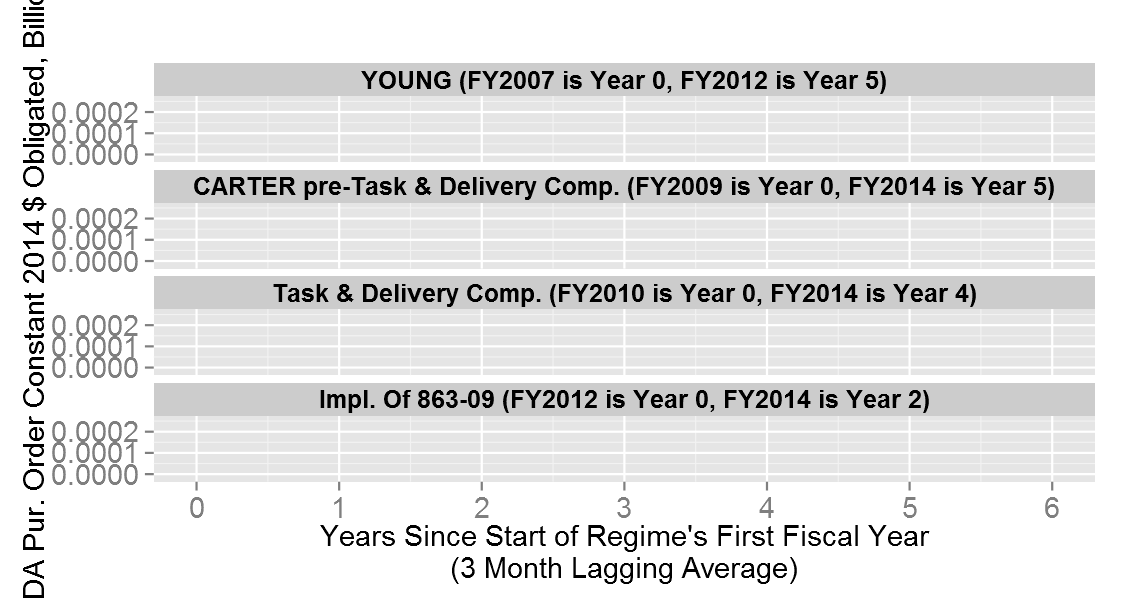 DA Pur. Order Constant 2014 $ Obligated,
YOUNG (FY2007 is Year 0, FY2012 is Year 5)
0.0002
0.0001
0.0000
CARTER pre-Task & Delivery Comp. (FY2009 is Year 0, FY2014 is Year 5)
0.0002
0.0001
0.0000
Task & Delivery Comp. (FY2010 is Year 0, FY2014 is Year 4)
0.0002
0.0001
0.0000
Impl. Of 863-09 (FY2012 is Year 0, FY2014 is Year 2)
0.0002
0.0001
0.0000
0 1 2 3 4 5 6
Years Since Start of Regime's First Fiscal Year
(3 Month Lagging Average)